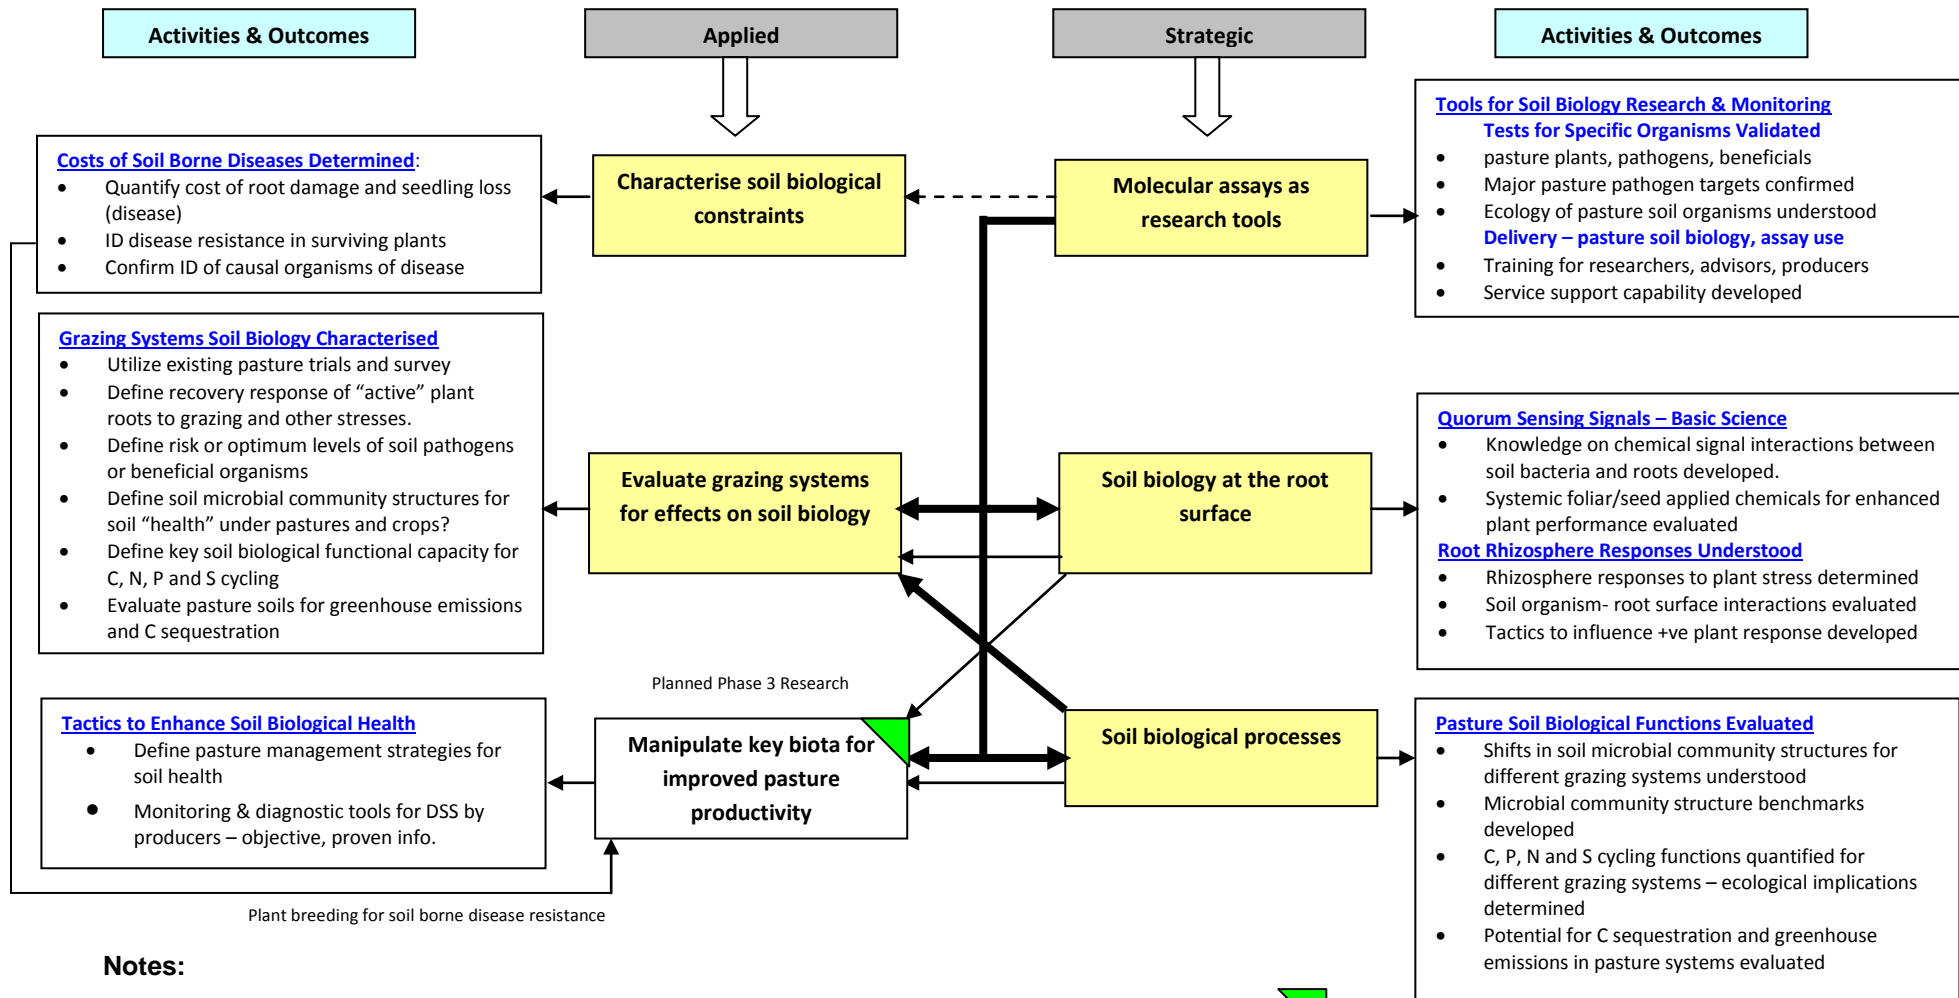 Activities & Outcomes
Applied
Strategic
Activities & Outcomes
Costs of Soil Borne Diseases Determined:
• Quantify cost of root damage and seedling loss
(disease)
• ID disease resistance in surviving plants
• Confirm ID of causal organisms of disease
Characterise soil biological
constraints
Molecular assays as
research tools
Tools for Soil Biology Research & Monitoring
Tests for Specific Organisms Validated
• pasture plants, pathogens, beneficials
• Major pasture pathogen targets confirmed
• Ecology of pasture soil organisms understood
Delivery – pasture soil biology, assay use
• Training for researchers, advisors, producers
• Service support capability developed
Grazing Systems Soil Biology Characterised
• Utilize existing pasture trials and survey
• Define recovery response of “active” plant
roots to grazing and other stresses.
• Define risk or optimum levels of soil pathogens
or beneficial organisms
• Define soil microbial community structures for
soil “health” under pastures and crops?
• Define key soil biological functional capacity for
C, N, P and S cycling
• Evaluate pasture soils for greenhouse emissions
and C sequestration
Evaluate grazing systems
for effects on soil biology
Soil biology at the root
surface
Quorum Sensing Signals – Basic Science
• Knowledge on chemical signal interactions between
soil bacteria and roots developed.
• Systemic foliar/seed applied chemicals for enhanced
plant performance evaluated
Root Rhizosphere Responses Understood
• Rhizosphere responses to plant stress determined
• Soil organism- root surface interactions evaluated
• Tactics to influence +ve plant response developed
Planned Phase 3 Research
Tactics to Enhance Soil Biological Health
• Define pasture management strategies for
soil health
• Monitoring & diagnostic tools for DSS by
producers – objective, proven info.
Manipulate key biota for
improved pasture
productivity
Soil biological processes
Pasture Soil Biological Functions Evaluated
• Shifts in soil microbial community structures for
different grazing systems understood
• Microbial community structure benchmarks
developed
• C, P, N and S cycling functions quantified for
different grazing systems – ecological implications
determined
• Potential for C sequestration and greenhouse
emissions in pasture systems evaluated
Plant breeding for soil borne disease resistance
Notes: